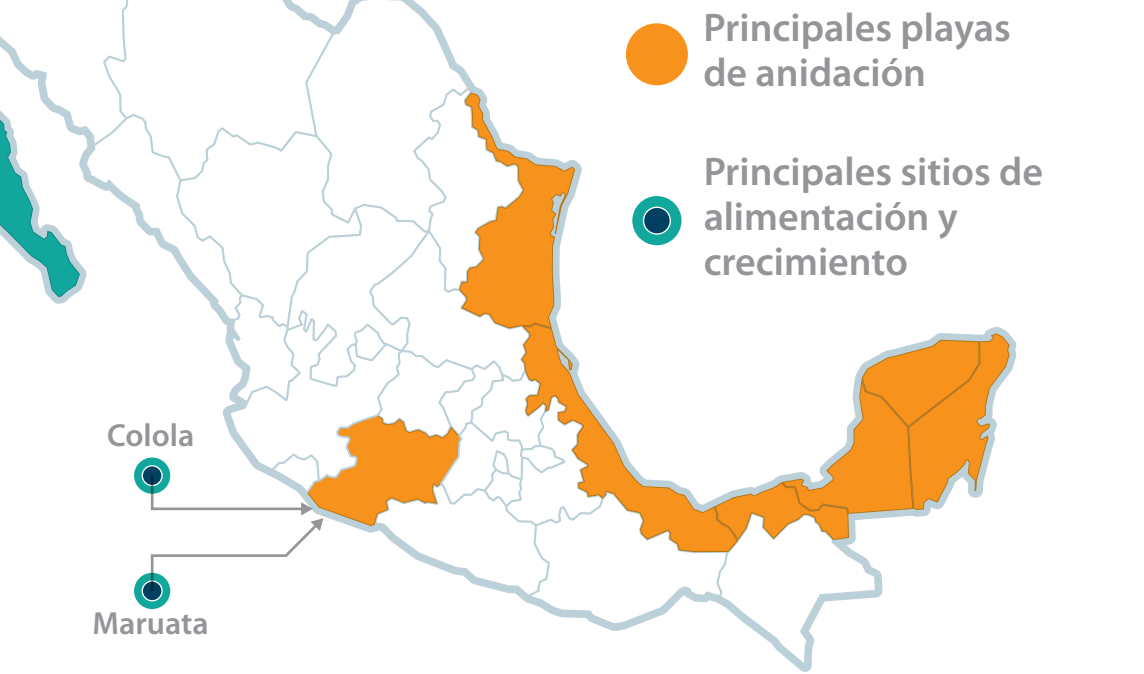 Principales playas
de anidación
Principales sitios de
alimentación y
crecimiento
Colola
Maruata